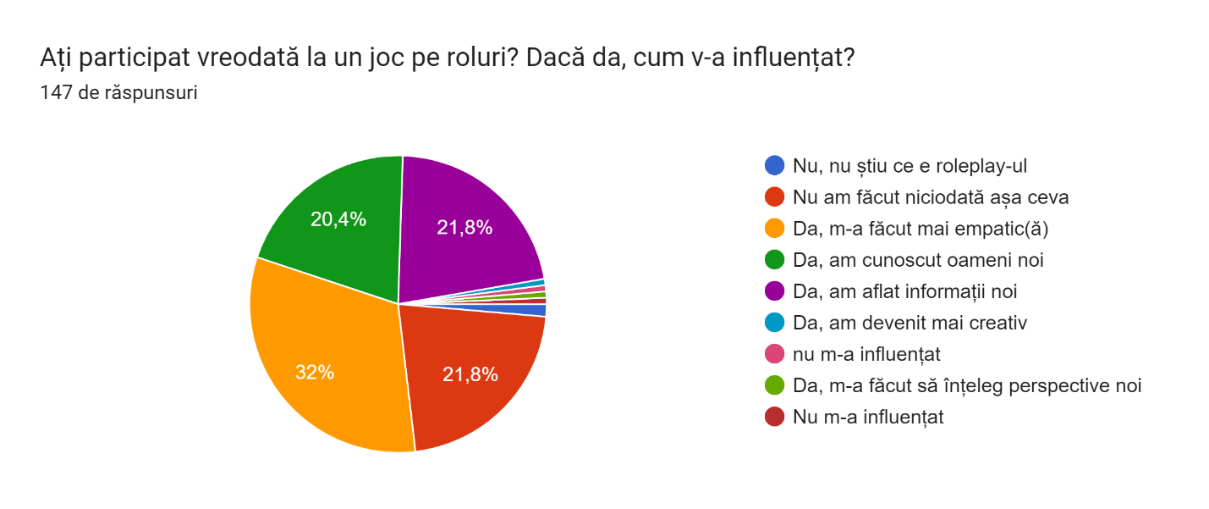 Ați participat vreodată la un joc pe roluri? Dacă da, cum v-a influențat?
147 de răspunsuri
20,4%
21,8%
32%
21,8%
Nu, nu știu ce e roleplay-ul
Nu am făcut niciodată așa ceva
Da, m-a făcut mai empatic(ă)
Da, am cunoscut oameni noi
Da, am aflat informații noi
Da, am devenit mai creativ
nu m-a influențat
Da, m-a făcut să înțeleg perspective noi
Nu m-a influențat